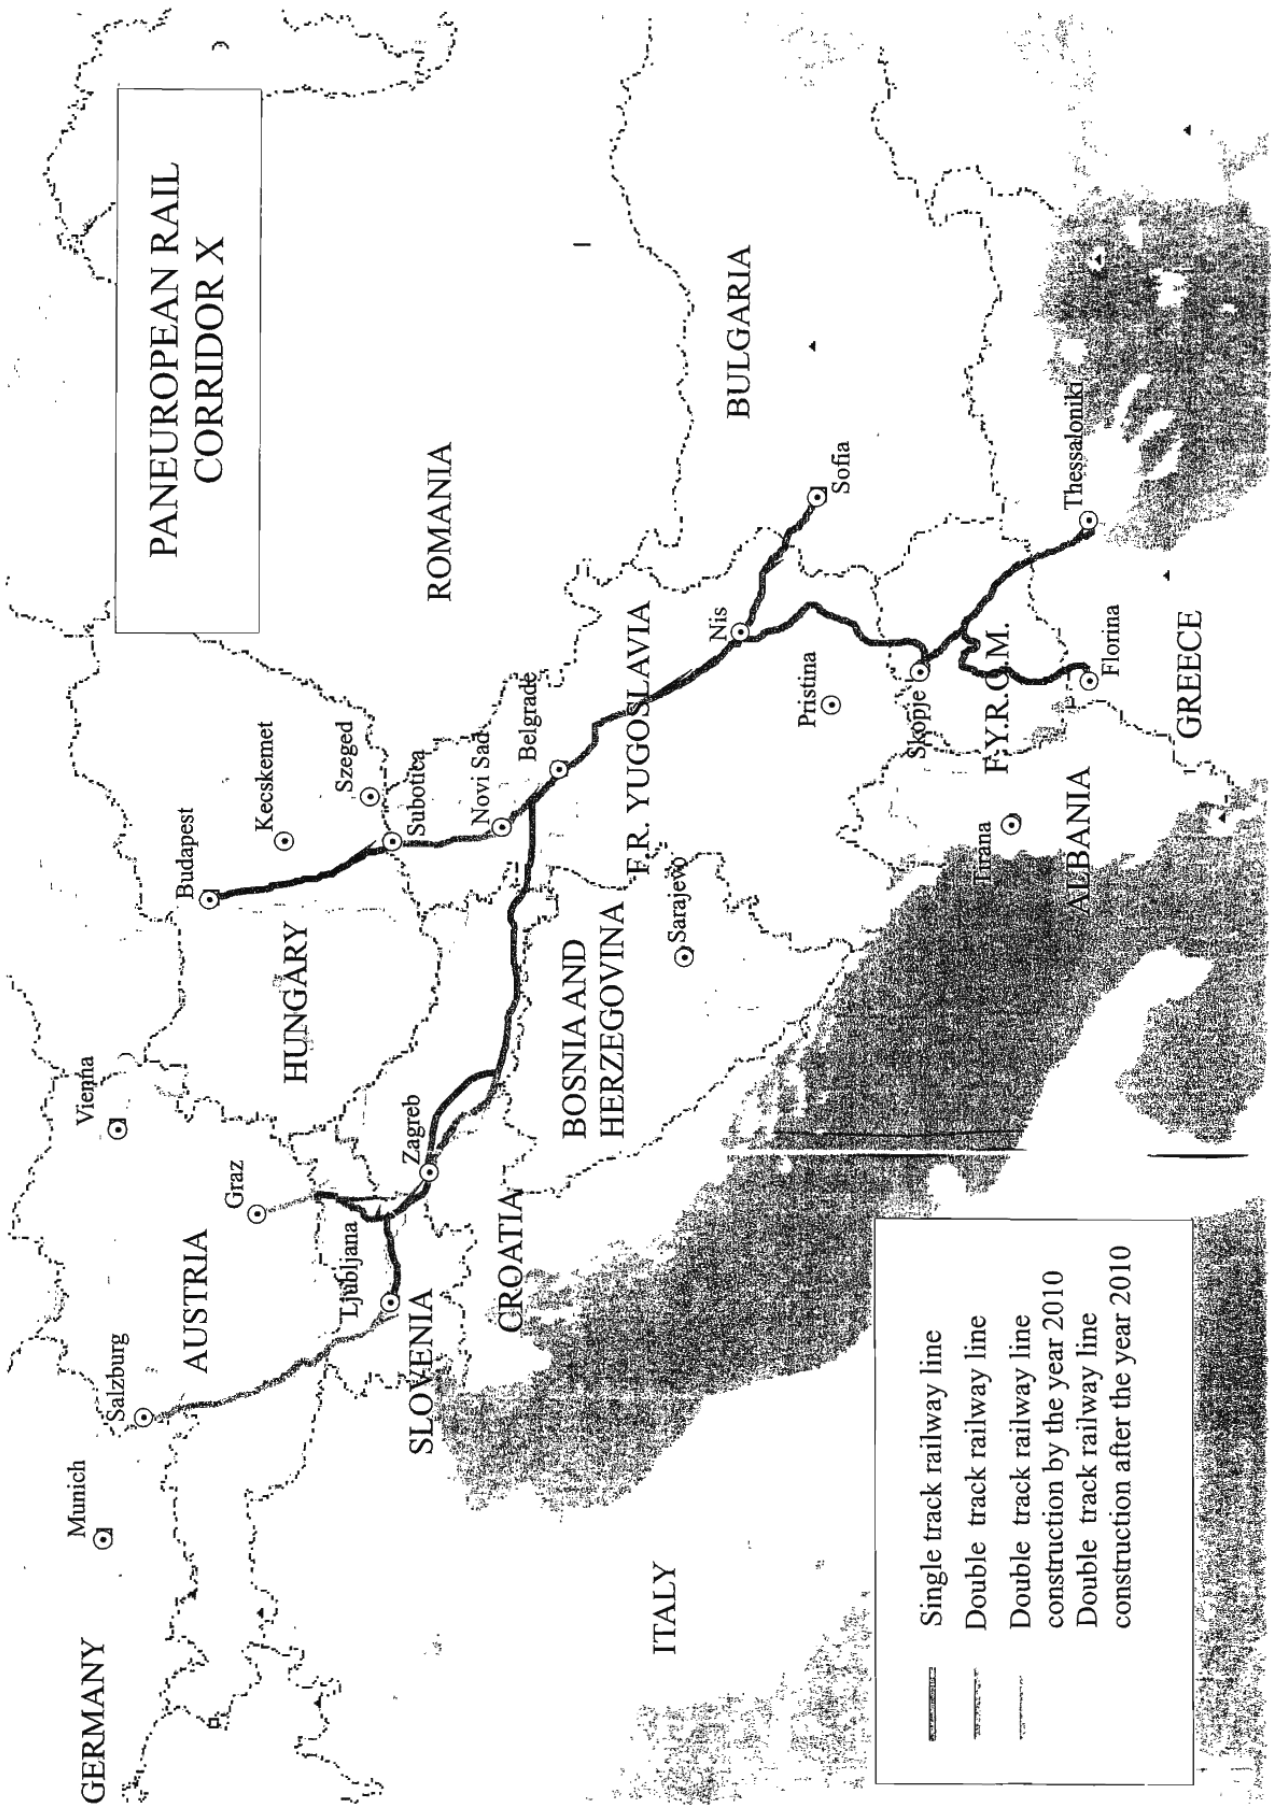 PANEUROPEAN RAIL
CORRIDOR X
GERMANY
Munich
Salzburg
AUSTRIA
Vienna
Graz
HUNGARY
Budapest
Kecskemet
Szeged
Subotica
ROMANIA
SLOVENIA
Ljubljana
Zagreb
CROATIA
Novi Sad
Belgrade
BOSNIA AND
HERZEGOVINA
Sarajevo
F.R. YUGOSLAVIA
Nis
BULGARIA
Sofia
Pristina
ITALY
Skopje
F.Y.R.O.M.
Tirana
ALBANIA
Thessaloniki
Florina
GREECE
Single track railway line
Double track railway line
Double track railway line
construction by the year 2010
Double track railway line
construction after the year 2010